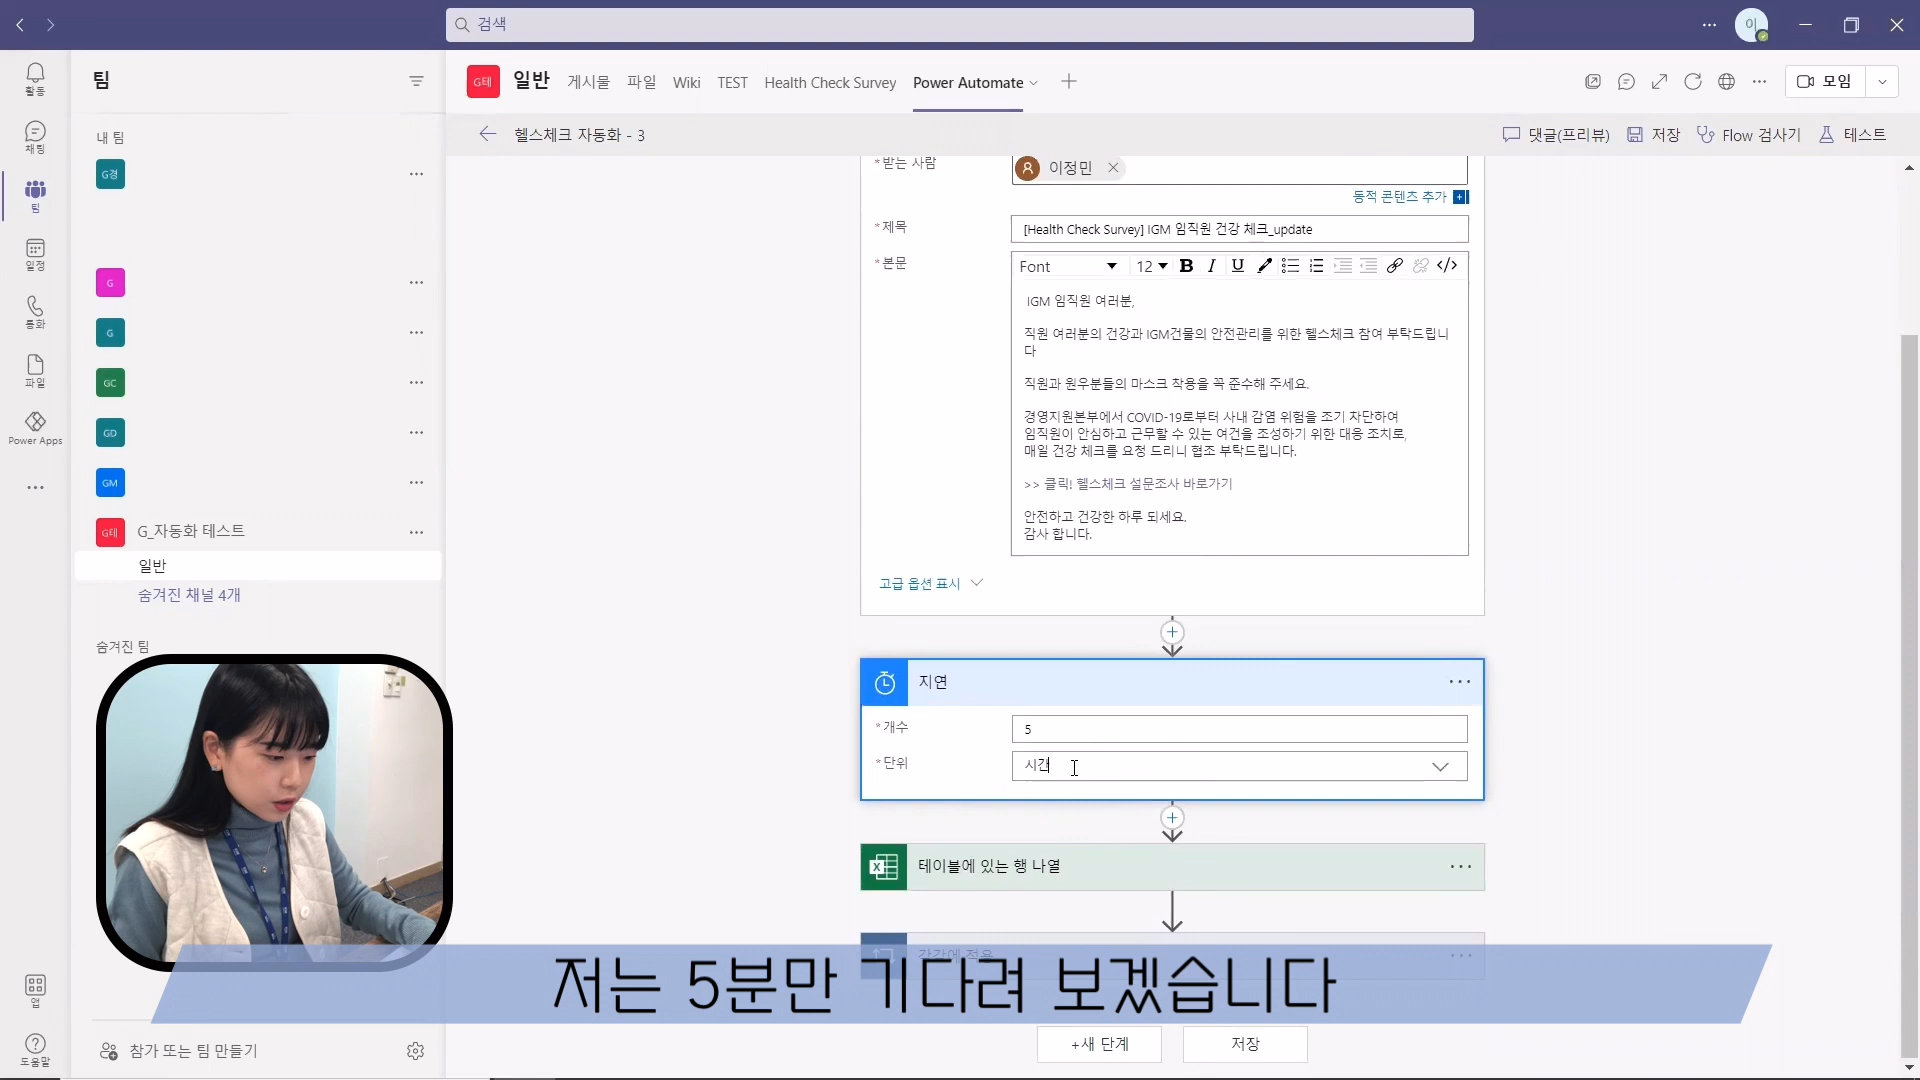 검색
이
활동
채팅
팀
일정
통화
파일
Power Apps
앱
도움말
팀
내 팀
G경
G
G
GC
GD
GM
G테
G_자동화 테스트
일반
숨겨진 채널 4개
숨겨진 팀
참가 또는 팀 만들기
G테
일반
게시물
파일
Wiki
TEST
Health Check Survey
Power Automate
모임
헬스체크 자동화 - 3
댓글(프리뷰)
저장
Flow 검사기
테스트
*받는 사람
이정민
동적 콘텐츠 추가
*제목
[Health Check Survey] IGM 임직원 건강 체크_update
*본문
Font
12
IGM 임직원 여러분,
직원 여러분의 건강과 IGM건물의 안전관리를 위한 헬스체크 참여 부탁드립니
다
직원과 원우분들의 마스크 착용을 꼭 준수해 주세요.
경영지원본부에서 COVID-19로부터 사내 감염 위험을 조기 차단하여
임직원이 안심하고 근무할 수 있는 여건을 조성하기 위한 대응 조치로,
매일 건강 체크를 요청 드리니 협조 부탁드립니다.
>> 클릭! 헬스체크 설문조사 바로가기
안전하고 건강한 하루 되세요.
감사 합니다.
고급 옵션 표시
지연
*개수
5
*단위
시간
테이블에 있는 행 나열
각각에 적용
저는 5분만 기다려 보겠습니다
+새 단계
저장